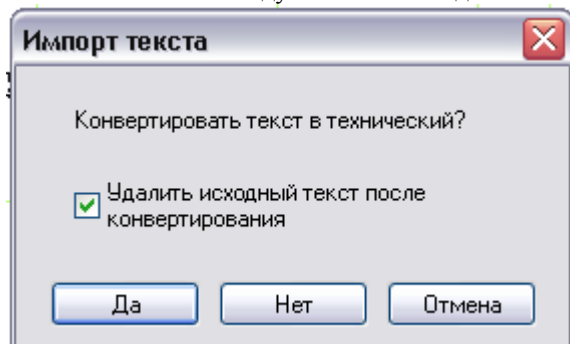 Импорт текста
Конвертировать текст в технический?
Удалить исходный текст после
конвертирования
Да
Нет
Отмена